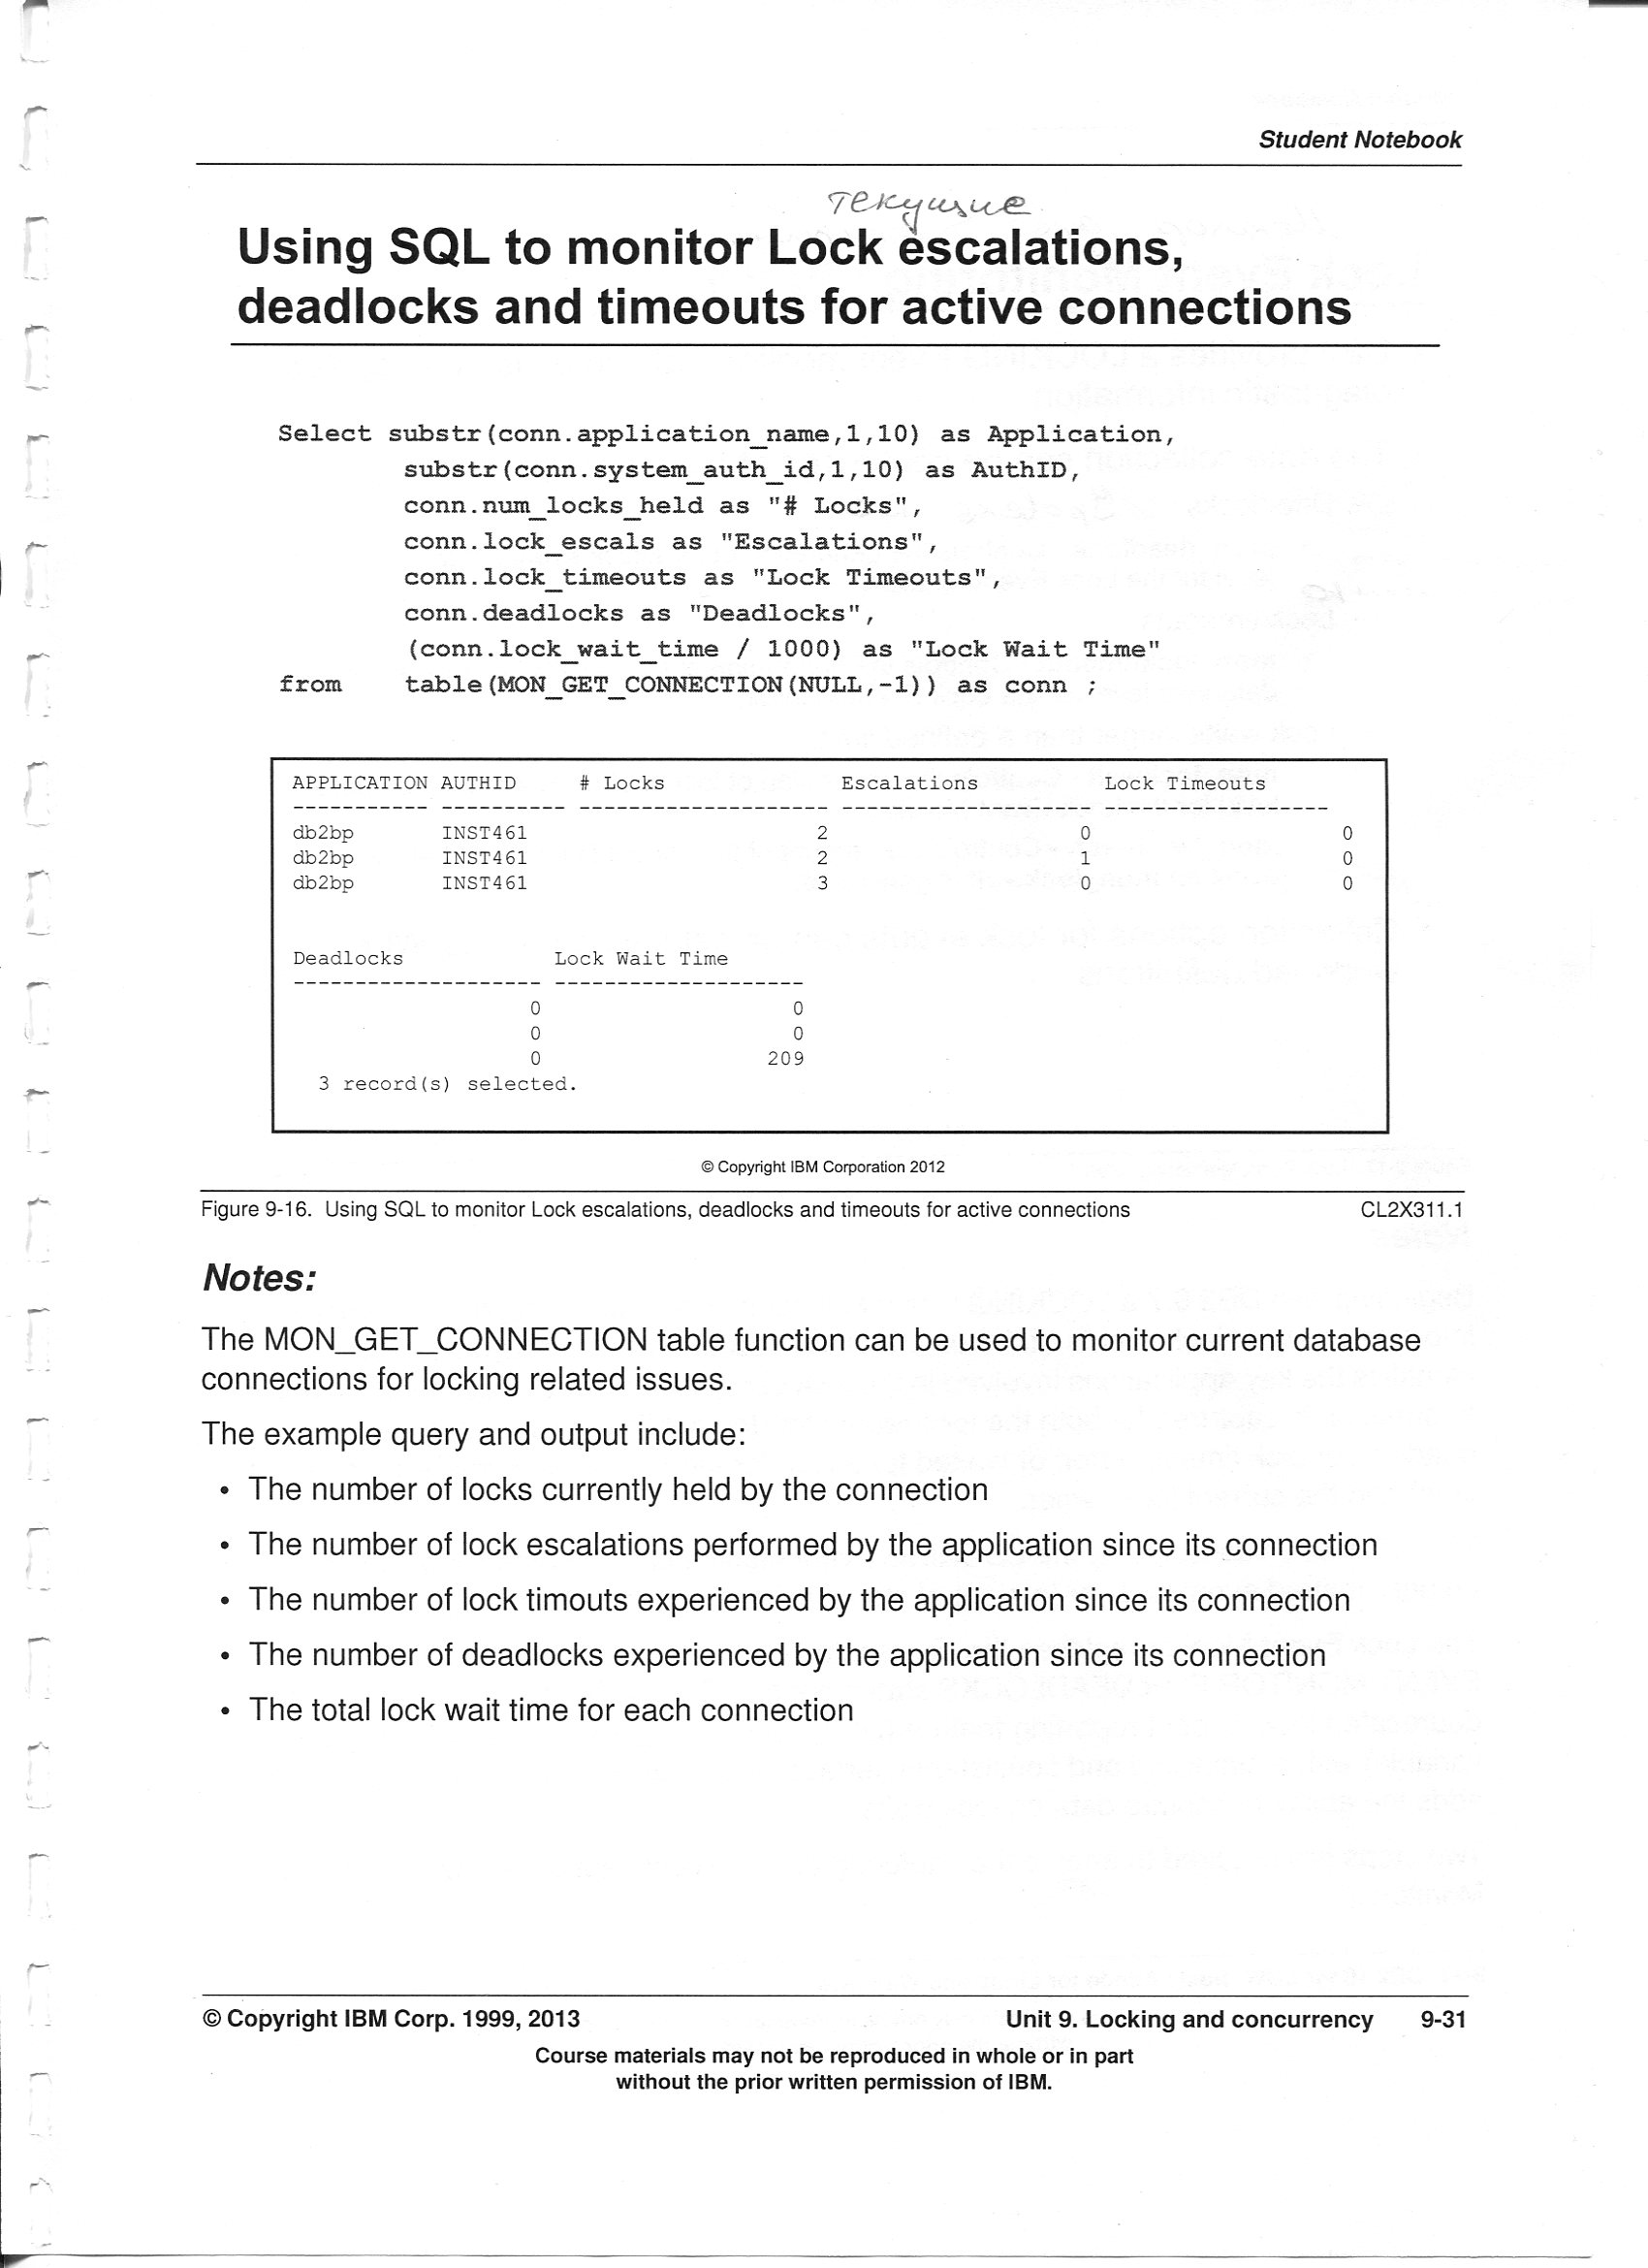 Student Notebook
текущие
Using SQL to monitor Lock escalations,
deadlocks and timeouts for active connections
Select substr(conn.application_name,1,10) as Application,
substr(conn.system_auth_id,1,10) as AuthID,
conn.num_locks_held as "# Locks",
conn.lock_escals as "Escalations",
conn.lock_timeouts as "Lock Timeouts",
conn.deadlocks as "Deadlocks",
(conn.lock_wait_time / 1000) as "Lock Wait Time"
from table(MON_GET_CONNECTION(NULL,-1)) as conn ;
APPLICATION AUTHID # Locks Escalations Lock Timeouts
----------- ---------- -------------------- -------------------- ------------------
db2bp INST461 2 0 0
db2bp INST461 2 1 0
db2bp INST461 3 0 0
Deadlocks Lock Wait Time
-------------------- --------------------
0 0
0 0
0 209
3 record(s) selected.
© Copyright IBM Corporation 2012
Figure 9-16. Using SQL to monitor Lock escalations, deadlocks and timeouts for active connections CL2X311.1
Notes:
The MON_GET_CONNECTION table function can be used to monitor current database
connections for locking related issues.
The example query and output include:
• The number of locks currently held by the connection
• The number of lock escalations performed by the application since its connection
• The number of lock timouts experienced by the application since its connection
• The number of deadlocks experienced by the application since its connection
• The total lock wait time for each connection
© Copyright IBM Corp. 1999, 2013 Unit 9. Locking and concurrency 9-31
Course materials may not be reproduced in whole or in part
without the prior written permission of IBM.